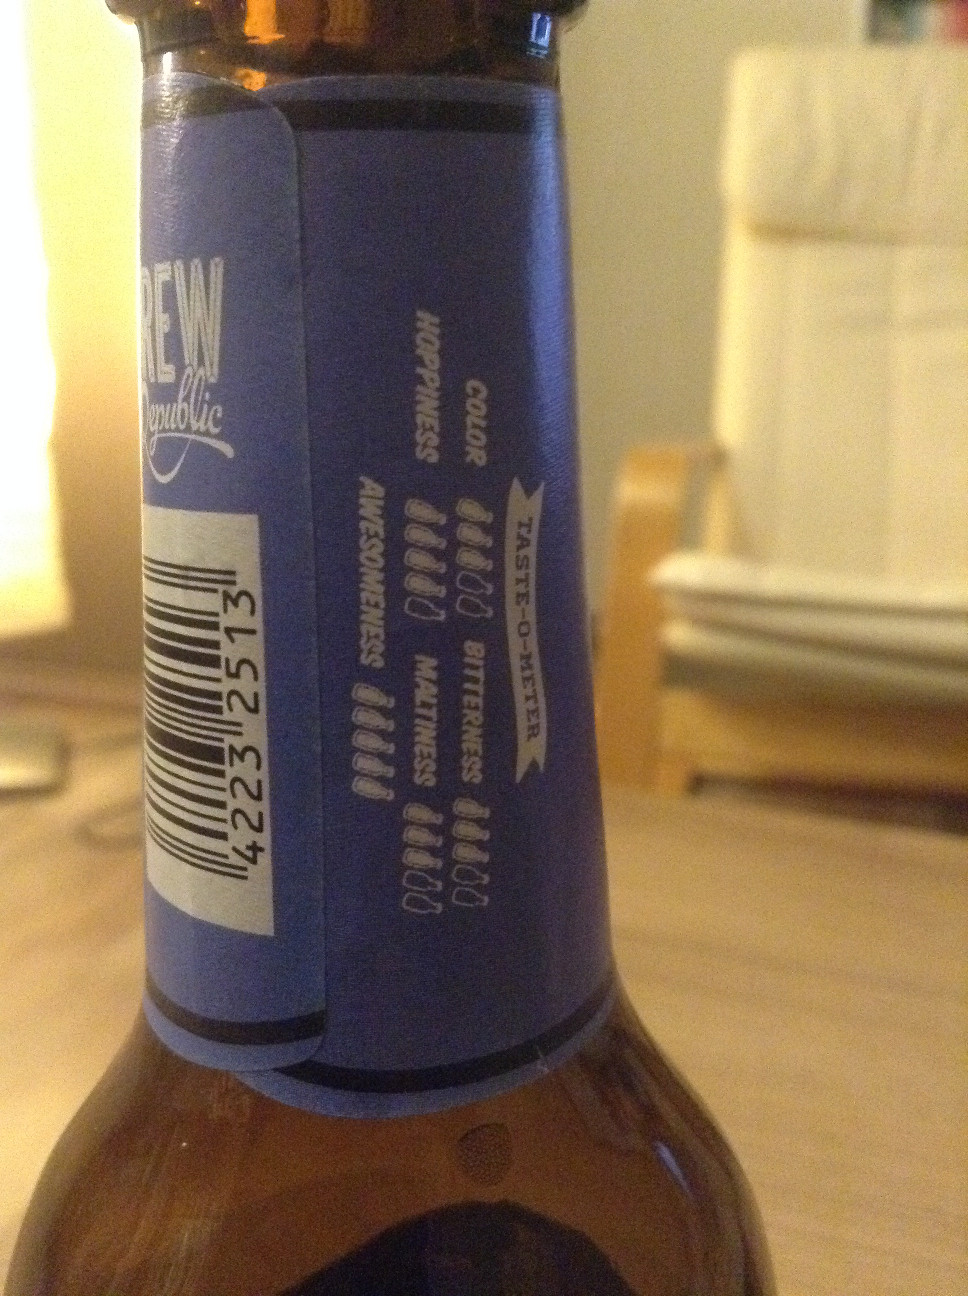 REW
Republic
4223 2513
TASTE-O-METER
COLOR BITTERNESS
HOPPINESS MALTINESS
AWESOMENESS